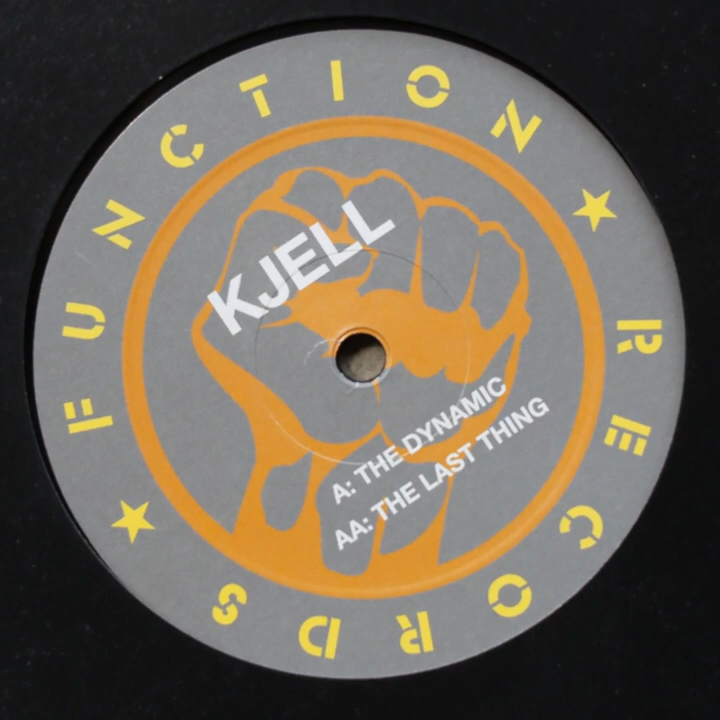 FUNCTION ★ RECORDS ★
KJELL
A: THE DYNAMIC
AA: THE LAST THING